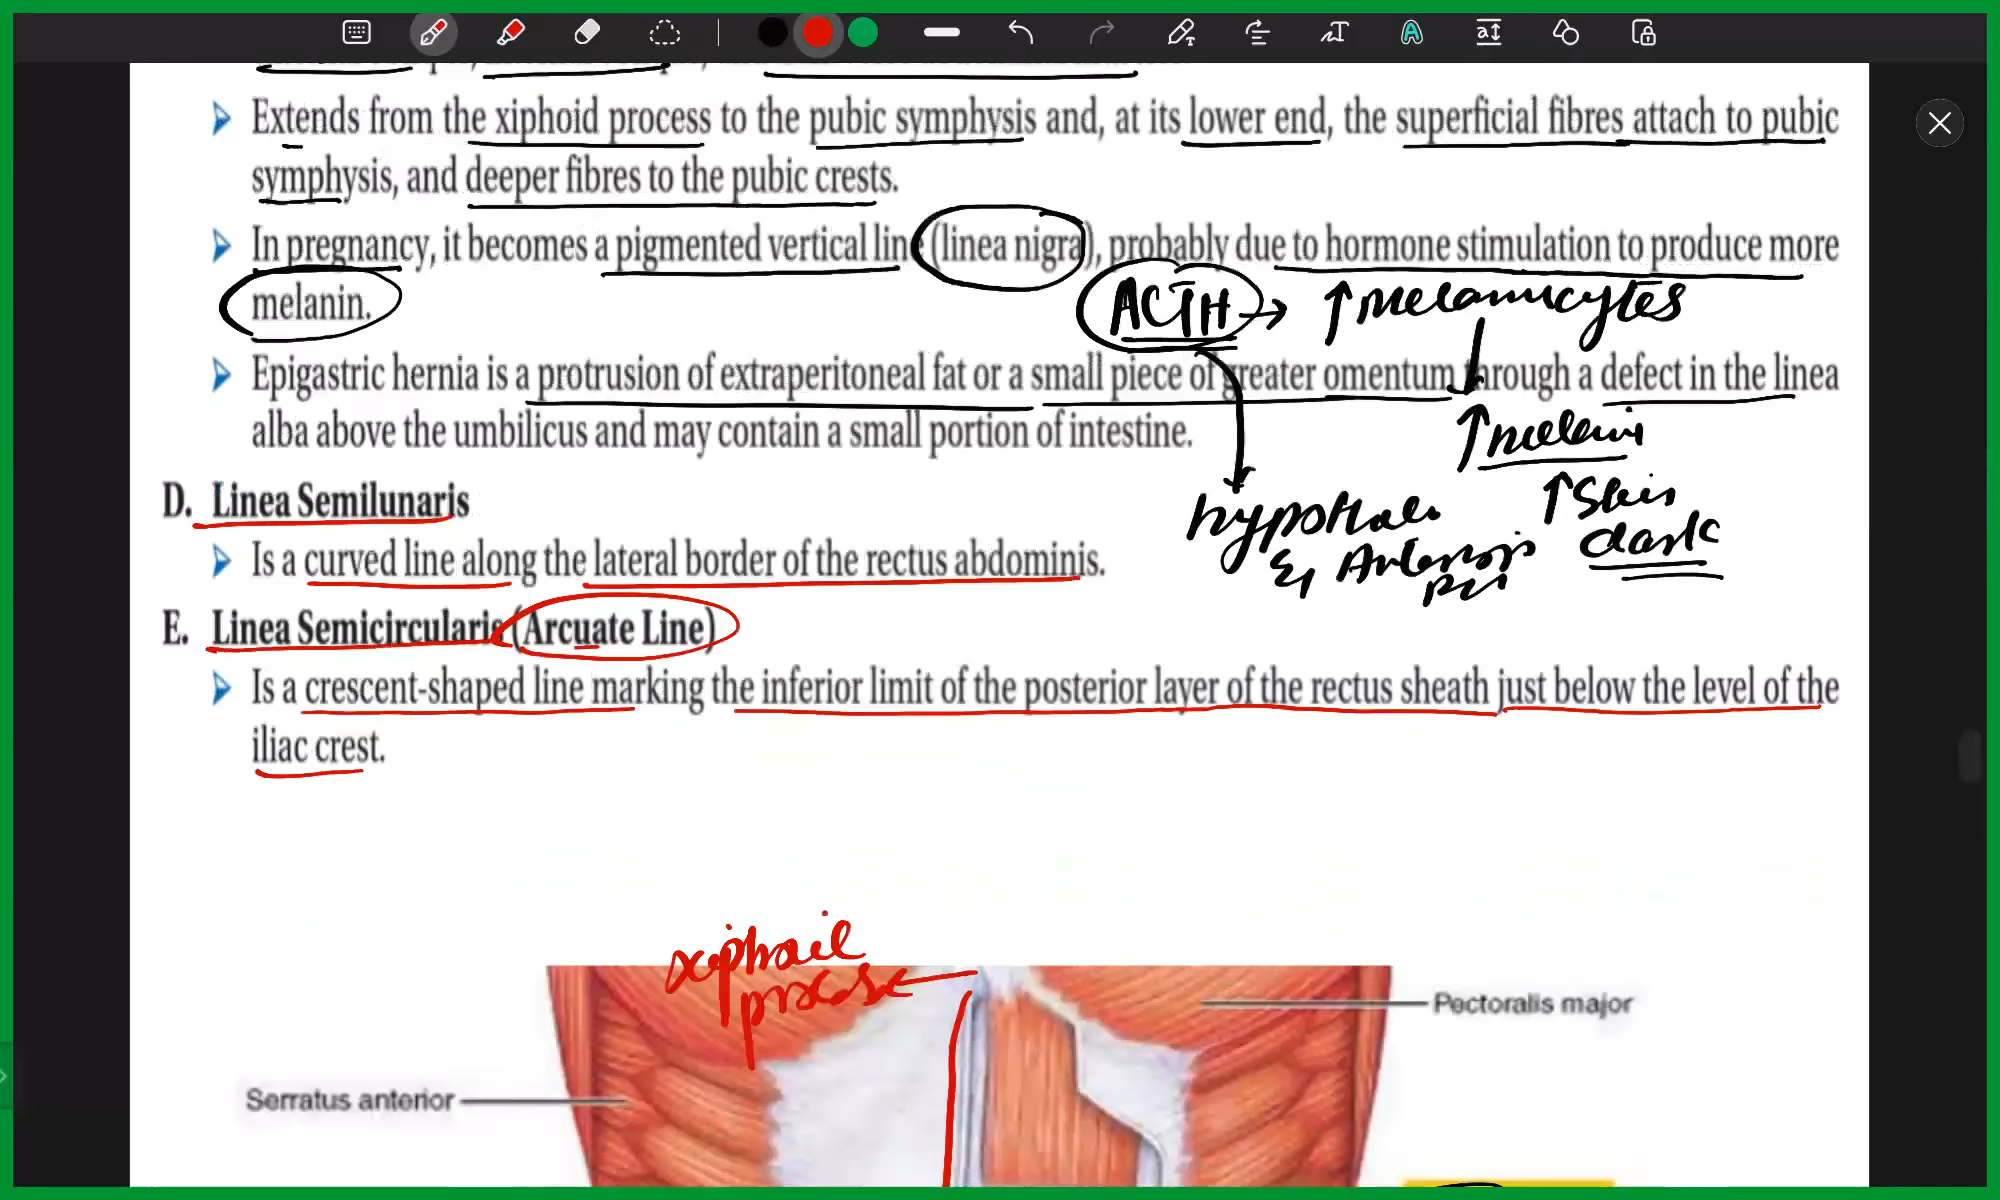 Extends from the xiphoid process to the pubic symphysis and, at its lower end, the superficial fibres attach to pubic
symphysis, and deeper fibres to the pubic crests.
In pregnancy, it becomes a pigmented vertical line (linea nigra), probably due to hormone stimulation to produce more
melanin.
ACTH → ↑ melanocytes
Epigastric hernia is a protrusion of extraperitoneal fat or a small piece of greater omentum through a defect in the linea
alba above the umbilicus and may contain a small portion of intestine.
↑ melanin
D. Linea Semilunaris
↑ Skin
dark
Is a curved line along the lateral border of the rectus abdominis.
E. Linea Semicircularis (Arcuate Line)
Is a crescent-shaped line marking the inferior limit of the posterior layer of the rectus sheath just below the level of the
iliac crest.
Pectoralis major
Serratus anterior